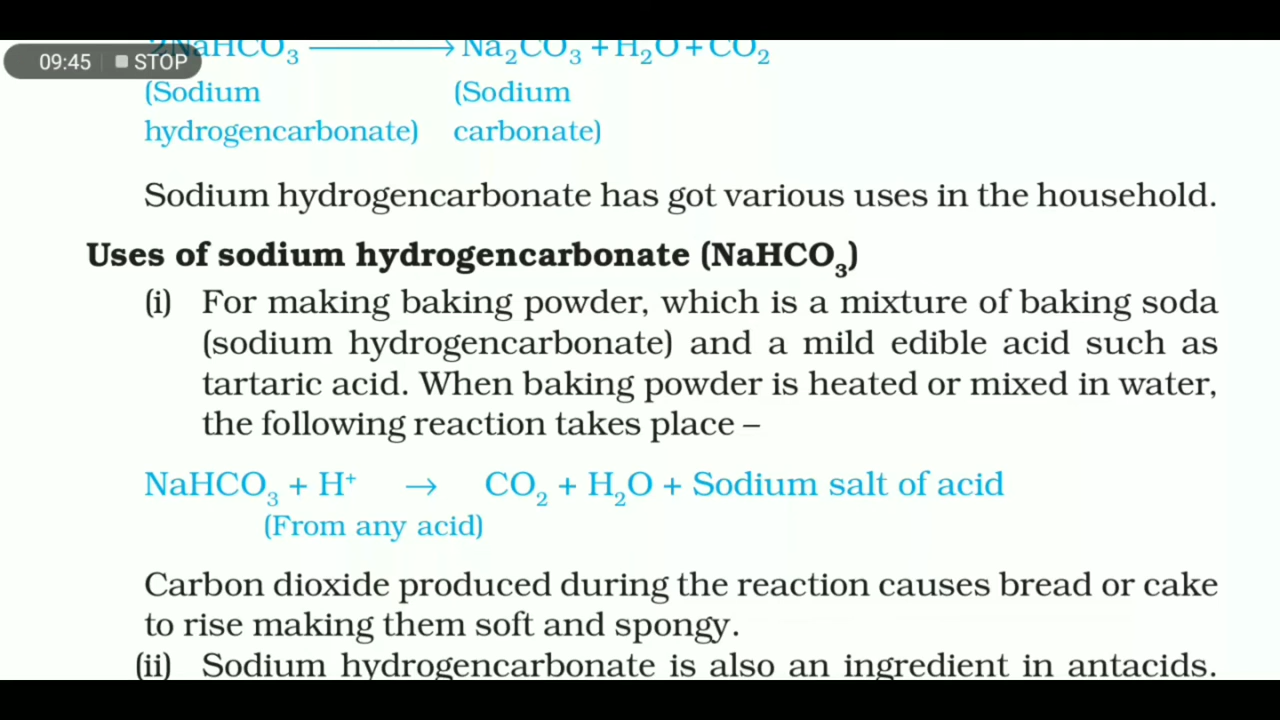 2NaHCO₃ ⟶ Na₂CO₃ + H₂O + CO₂
09:45 STOP
(Sodium (Sodium
hydrogencarbonate) carbonate)
Sodium hydrogencarbonate has got various uses in the household.
Uses of sodium hydrogencarbonate (NaHCO₃)
(i) For making baking powder, which is a mixture of baking soda
(sodium hydrogencarbonate) and a mild edible acid such as
tartaric acid. When baking powder is heated or mixed in water,
the following reaction takes place –
NaHCO₃ + H⁺ → CO₂ + H₂O + Sodium salt of acid
(From any acid)
Carbon dioxide produced during the reaction causes bread or cake
to rise making them soft and spongy.
(ii) Sodium hydrogencarbonate is also an ingredient in antacids.